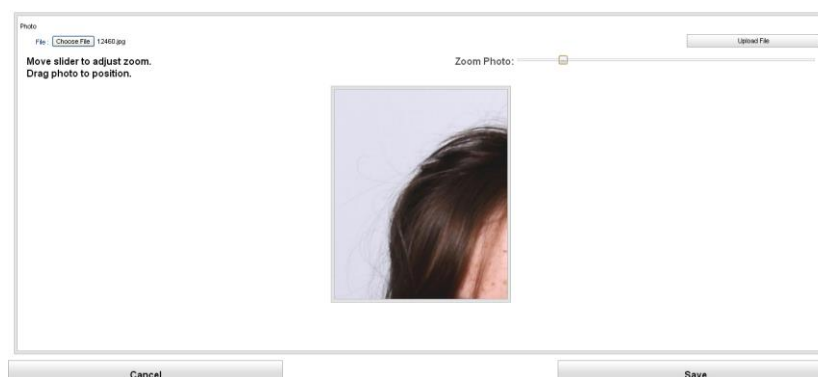 Photo
File : Choose File 12460.jpg
Upload File
Move slider to adjust zoom.
Zoom Photo:
Drag photo to position.
Cancel
Save